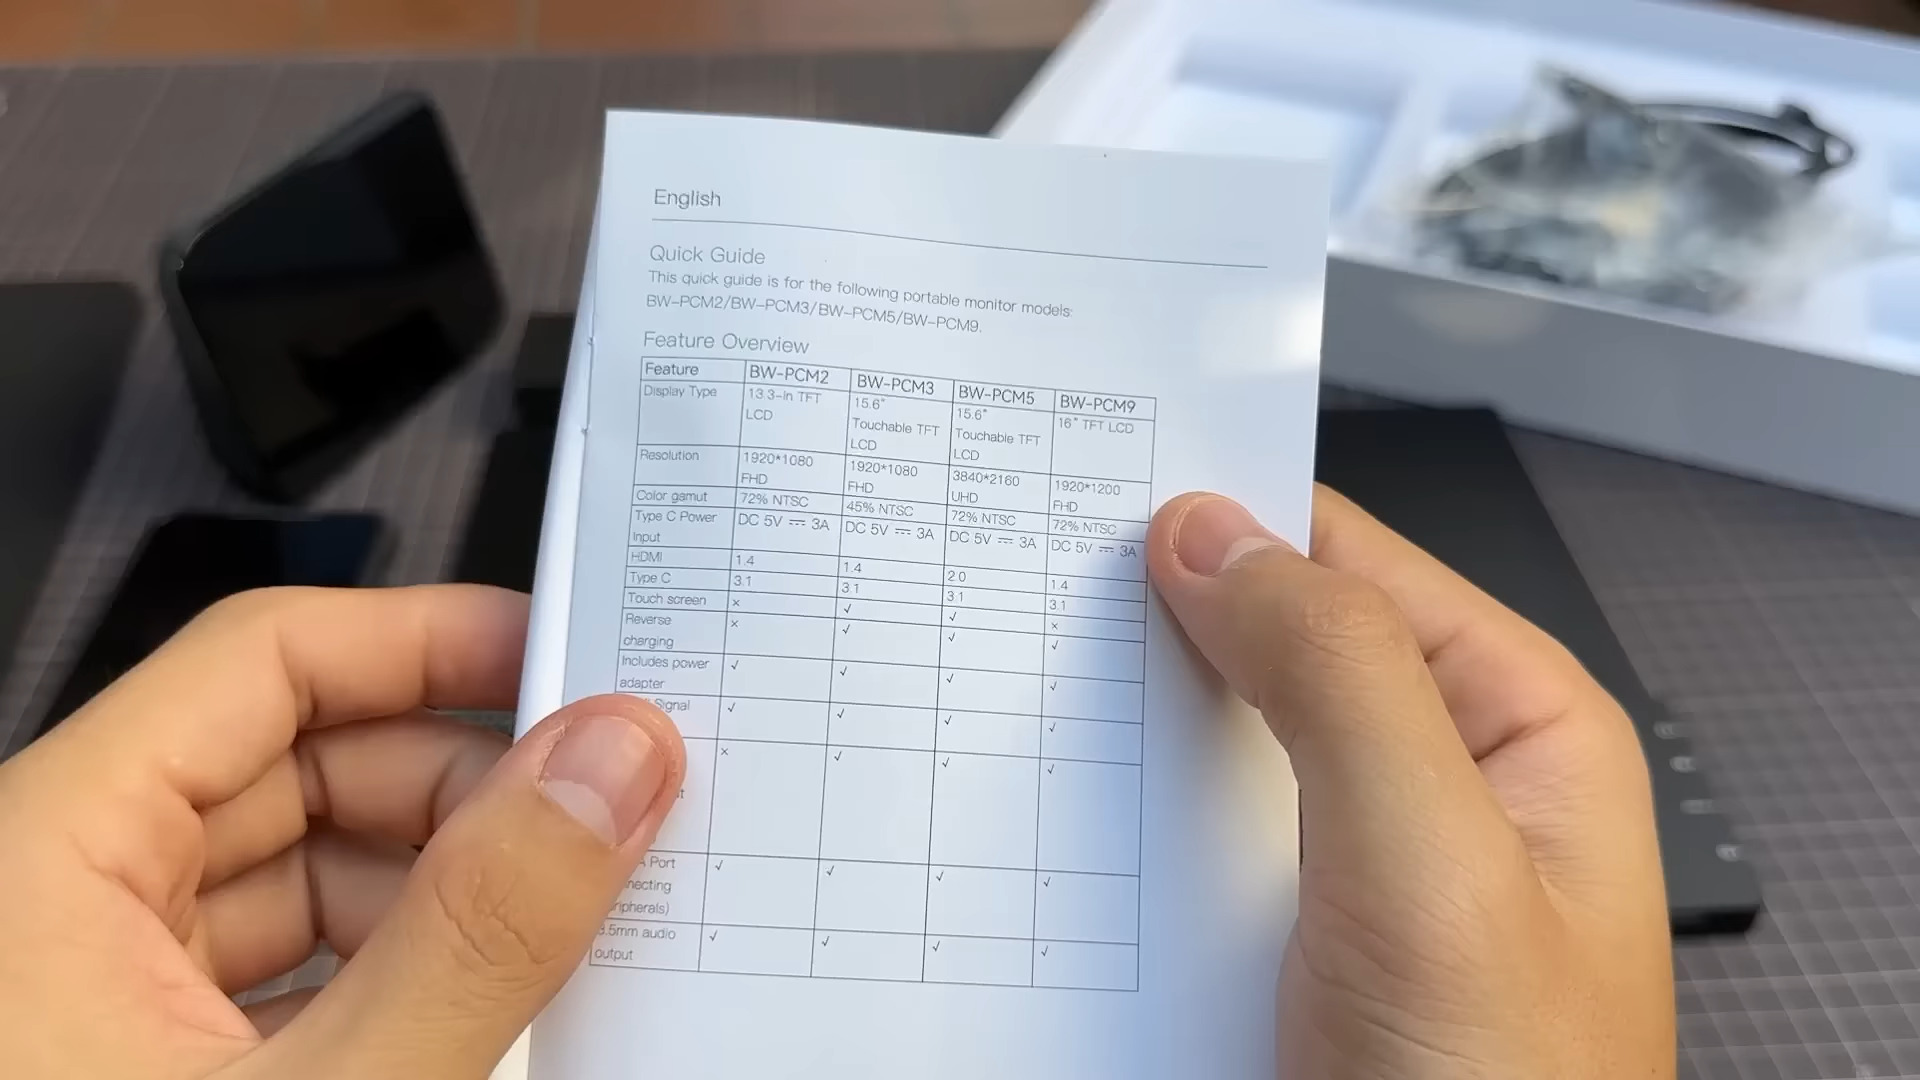 English
Quick Guide
This quick guide is for the following portable monitor models:
BW-PCM2/BW-PCM3/BW-PCM5/BW-PCM9.
Feature Overview
Feature BW-PCM2 BW-PCM3 BW-PCM5 BW-PCM9
Display Type 13.3-in TFT LCD 15.6" Touchable TFT LCD 15.6" Touchable TFT LCD 16" TFT LCD
Resolution 1920*1080 FHD 1920*1080 FHD 3840*2160 UHD 1920*1200 FHD
Color gamut 72% NTSC 45% NTSC 72% NTSC 72% NTSC
Type C Power Input DC 5V ⎓ 3A DC 5V ⎓ 3A DC 5V ⎓ 3A DC 5V ⎓ 3A
HDMI 1.4 1.4 2.0 1.4
Type C 3.1 3.1 3.1 3.1
Touch screen × √ √ ×
Reverse charging × √ √ √
Includes power adapter √ √ √ √
Signal √ √ √ √
× √ √ √
Port √ √ √ √
3.5mm audio output √ √ √ √